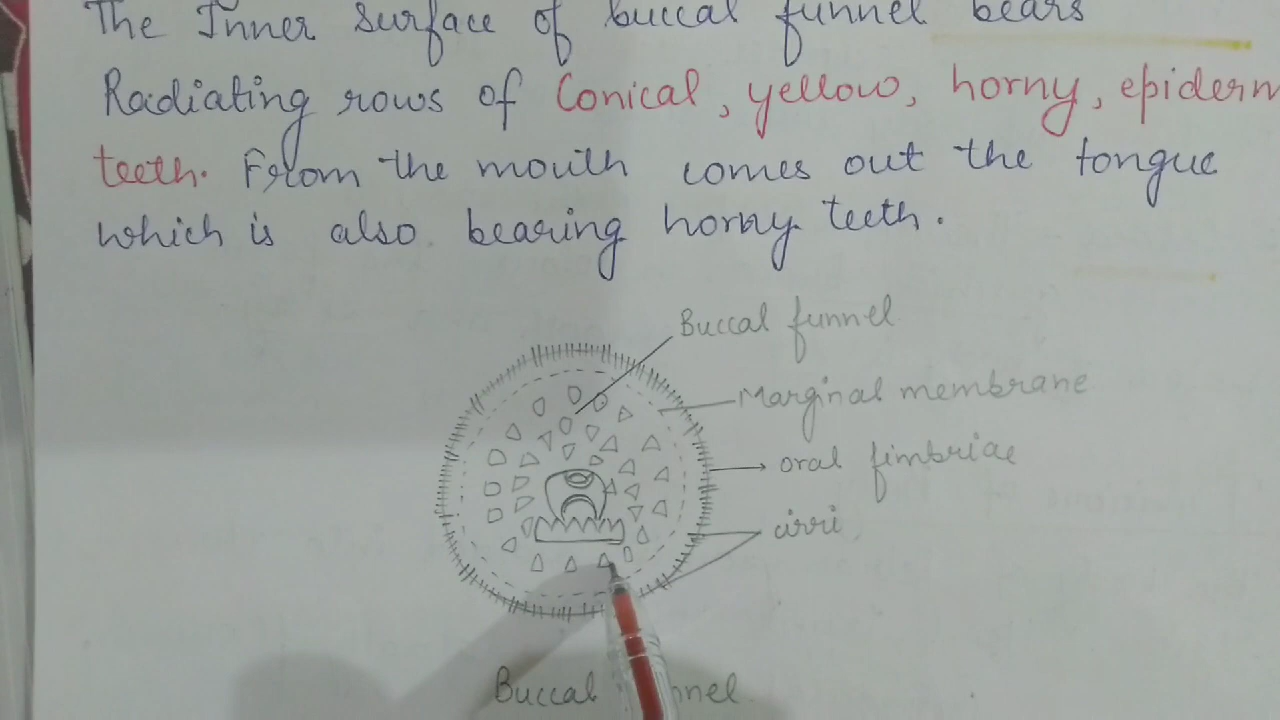 The Inner surface of buccal funnel bears
Radiating rows of Conical, yellow, horny, epiderm
teeth. From the mouth comes out the tongue
which is also bearing horny teeth.
Buccal funnel
Marginal membrane
oral fimbriae
cirri
Buccal nnel